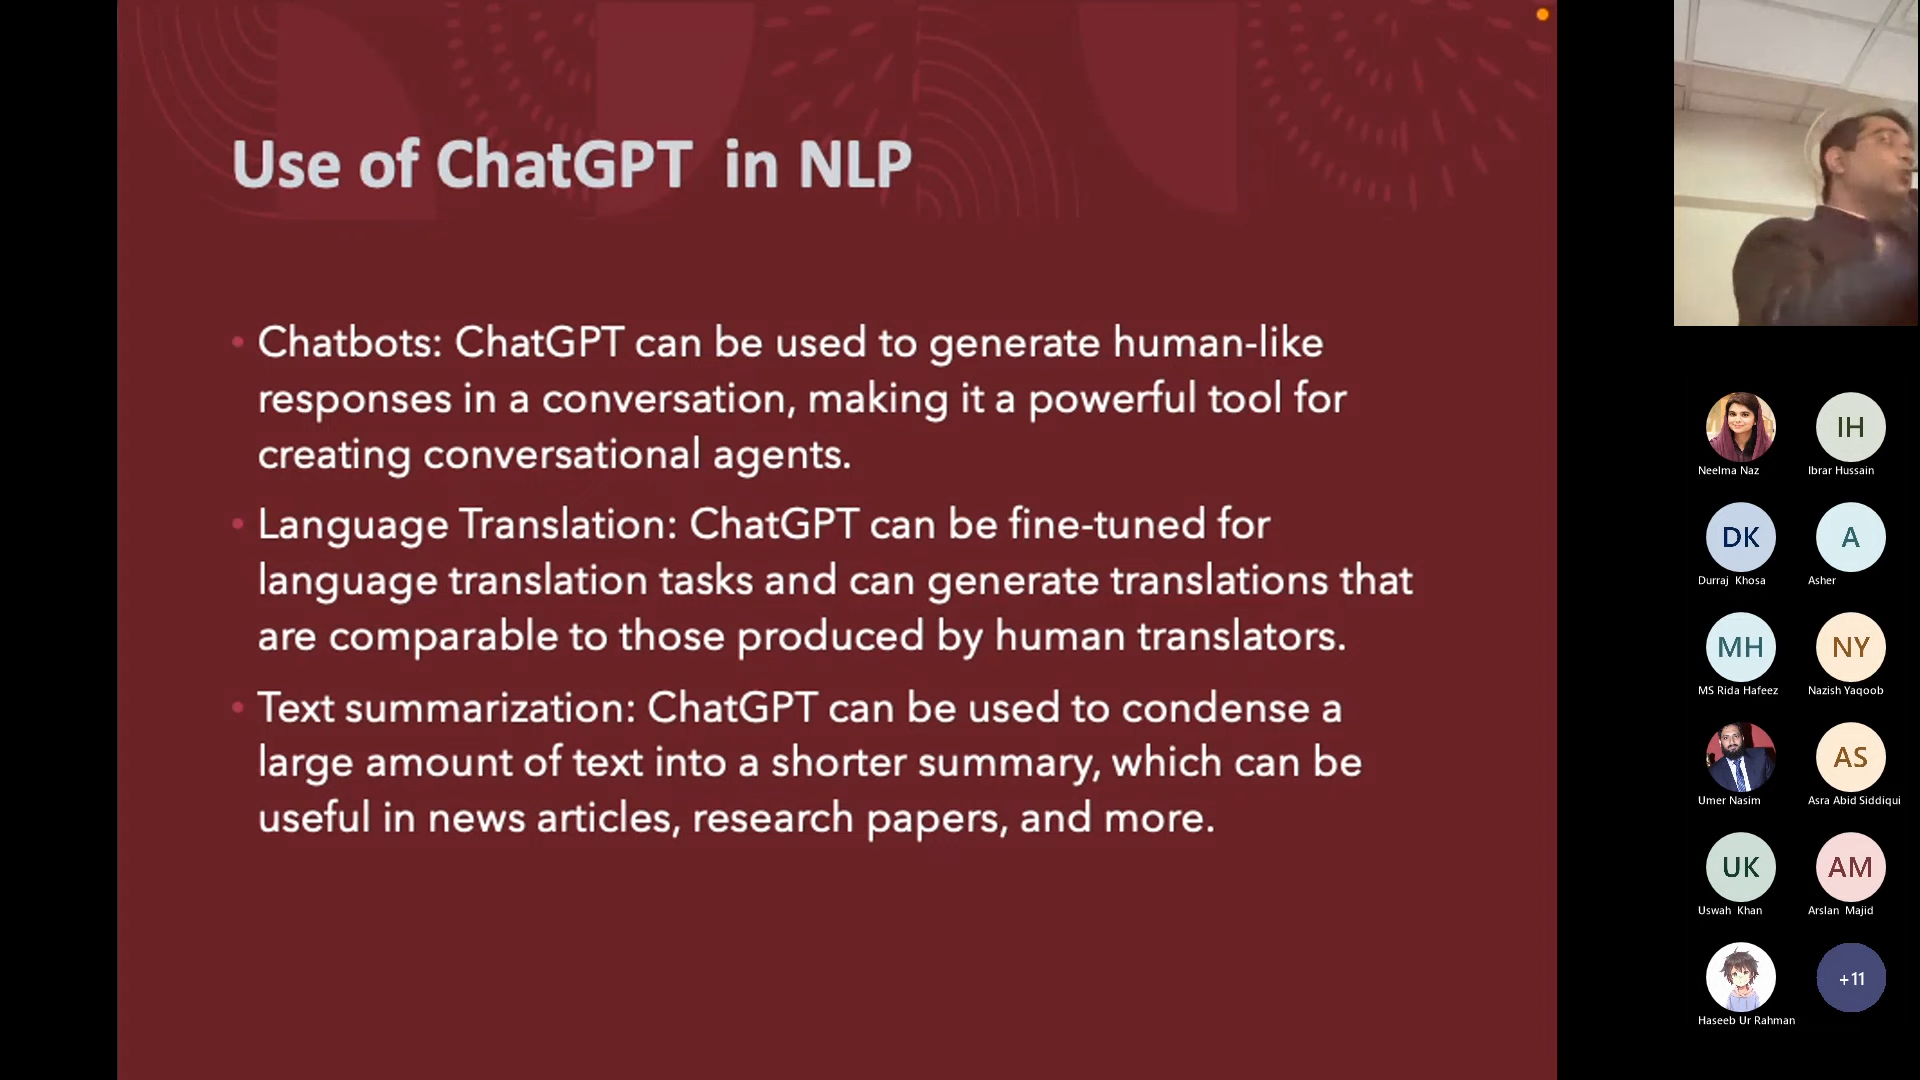 Use of ChatGPT in NLP
• Chatbots: ChatGPT can be used to generate human-like
responses in a conversation, making it a powerful tool for
creating conversational agents.
• Language Translation: ChatGPT can be fine-tuned for
language translation tasks and can generate translations that
are comparable to those produced by human translators.
• Text summarization: ChatGPT can be used to condense a
large amount of text into a shorter summary, which can be
useful in news articles, research papers, and more.
IH
Neelma Naz
Ibrar Hussain
DK
A
Durraj Khosa
Asher
MH
NY
MS Rida Hafeez
Nazish Yaqoob
AS
Umer Nasim
Asra Abid Siddiqui
UK
AM
Uswah Khan
Arslan Majid
+11
Haseeb Ur Rahman